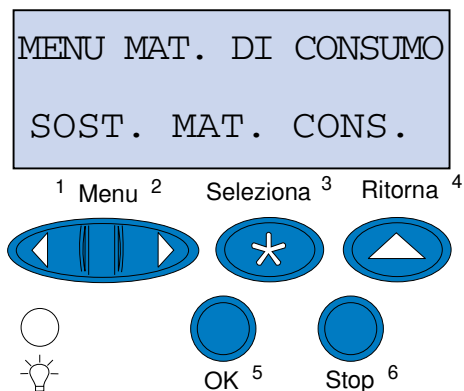 MENU MAT. DI CONSUMO
SOST. MAT. CONS.
1 Menu 2 Seleziona 3 Ritorna 4
OK 5 Stop 6